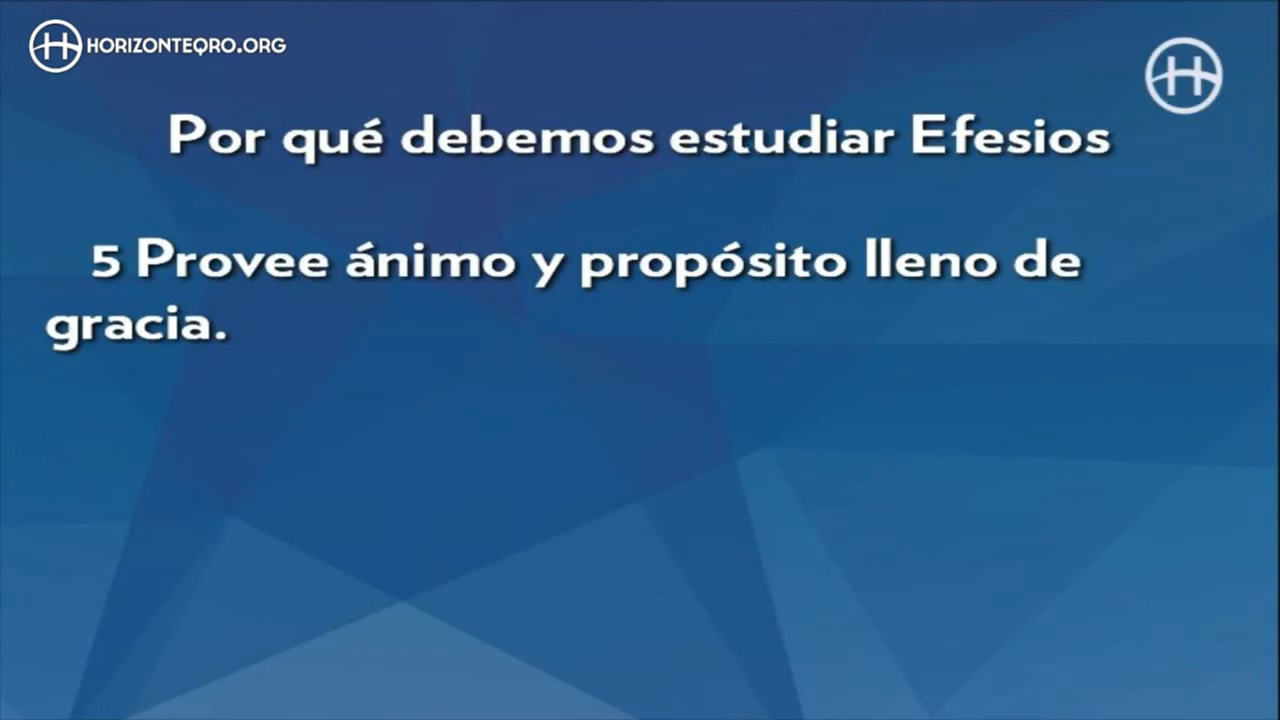 HORIZONTEQRO.ORG
Por qué debemos estudiar Efesios
5 Provee ánimo y propósito lleno de
gracia.